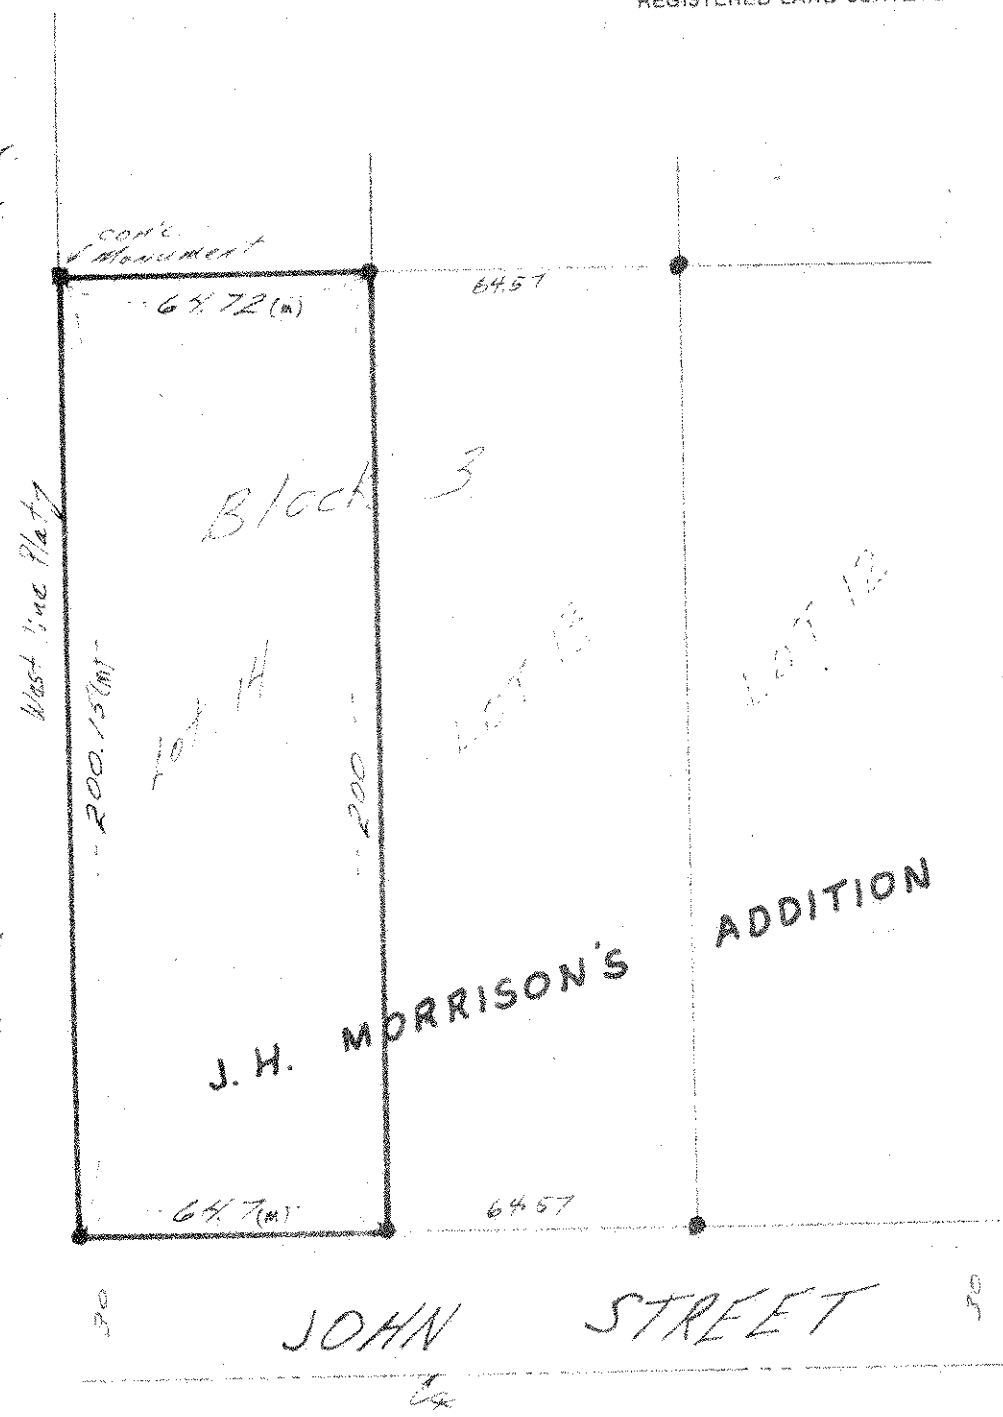 REGISTERED LAND
conc.
Monument
64.72 (m)
64.57
Block 3
West line Plat
200.15 (m)
Lot 14
200
LOT 13
LOT 12
J.H. MORRISON'S ADDITION
64.7 (m)
64.57
30
JOHN STREET
30